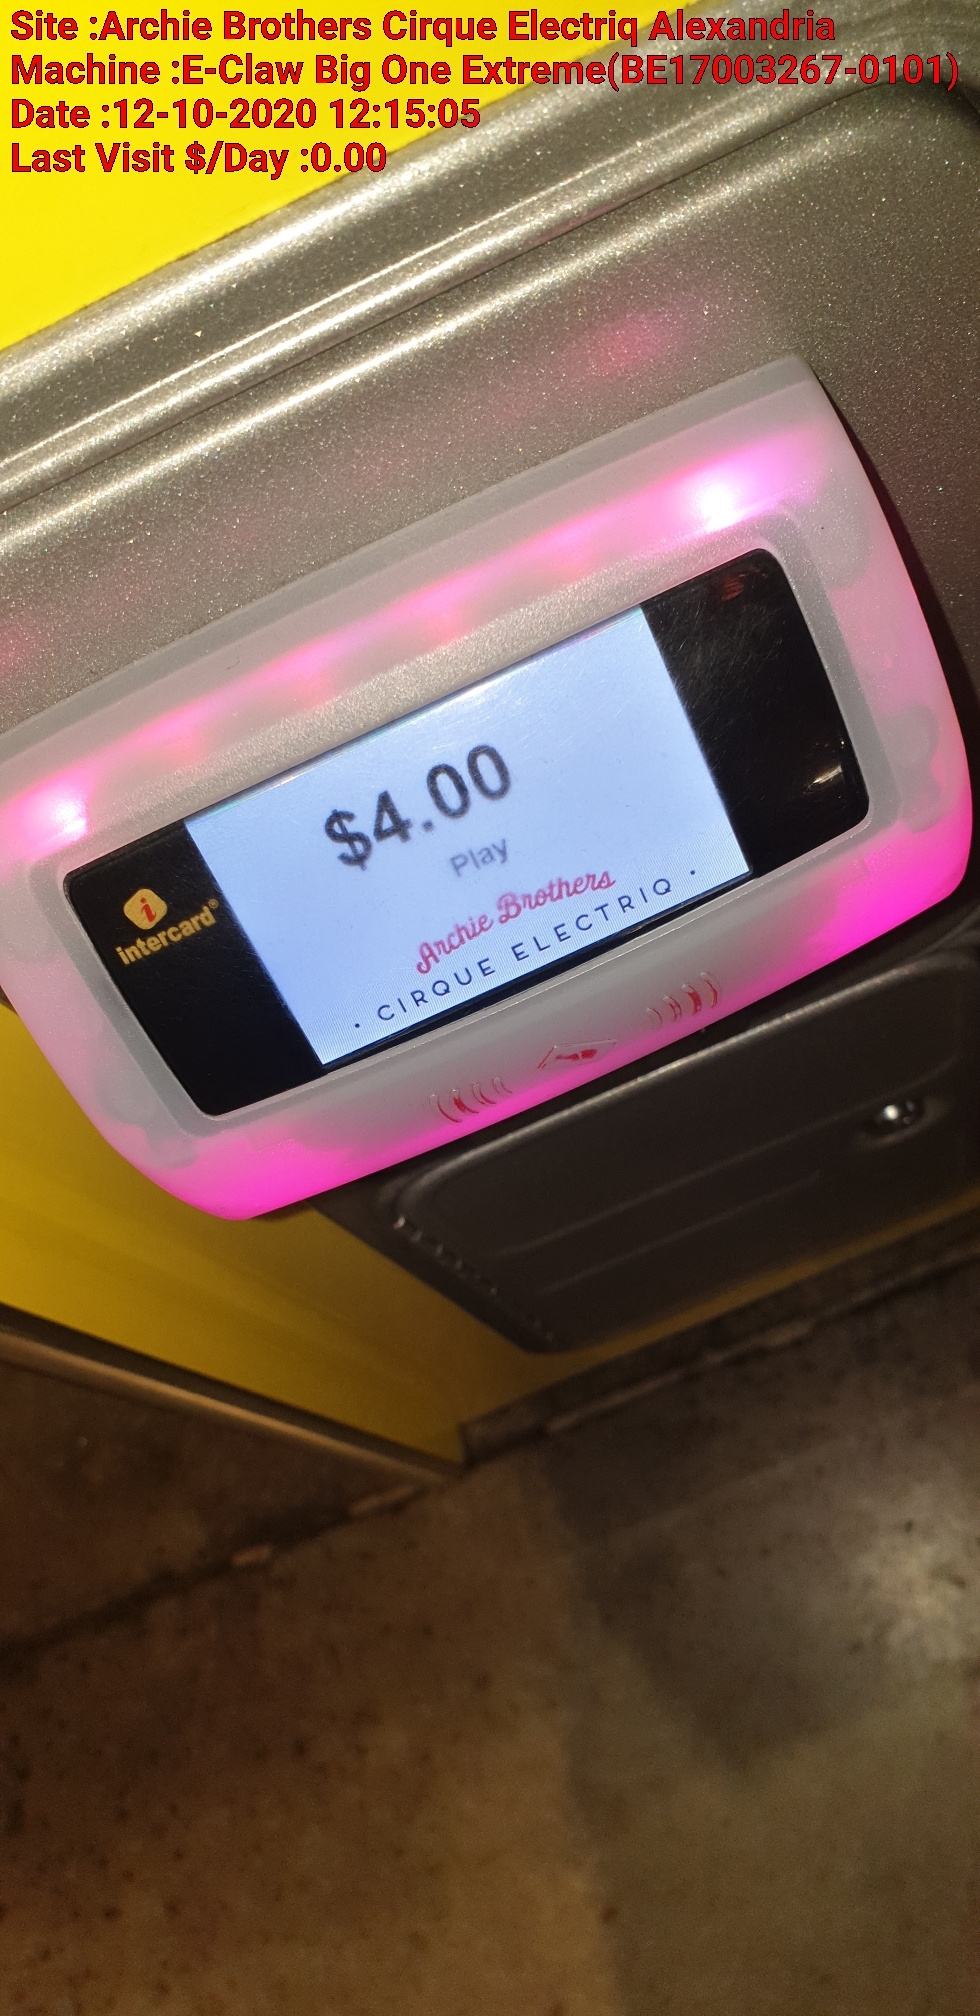 Site :Archie Brothers Cirque Electriq Alexandria
Machine :E-Claw Big One Extreme(BE17003267-0101)
Date :12-10-2020 12:15:05
Last Visit $/Day :0.00
$4.00
Play
Archie Brothers
• CIRQUE ELECTRIQ •
i
intercard®